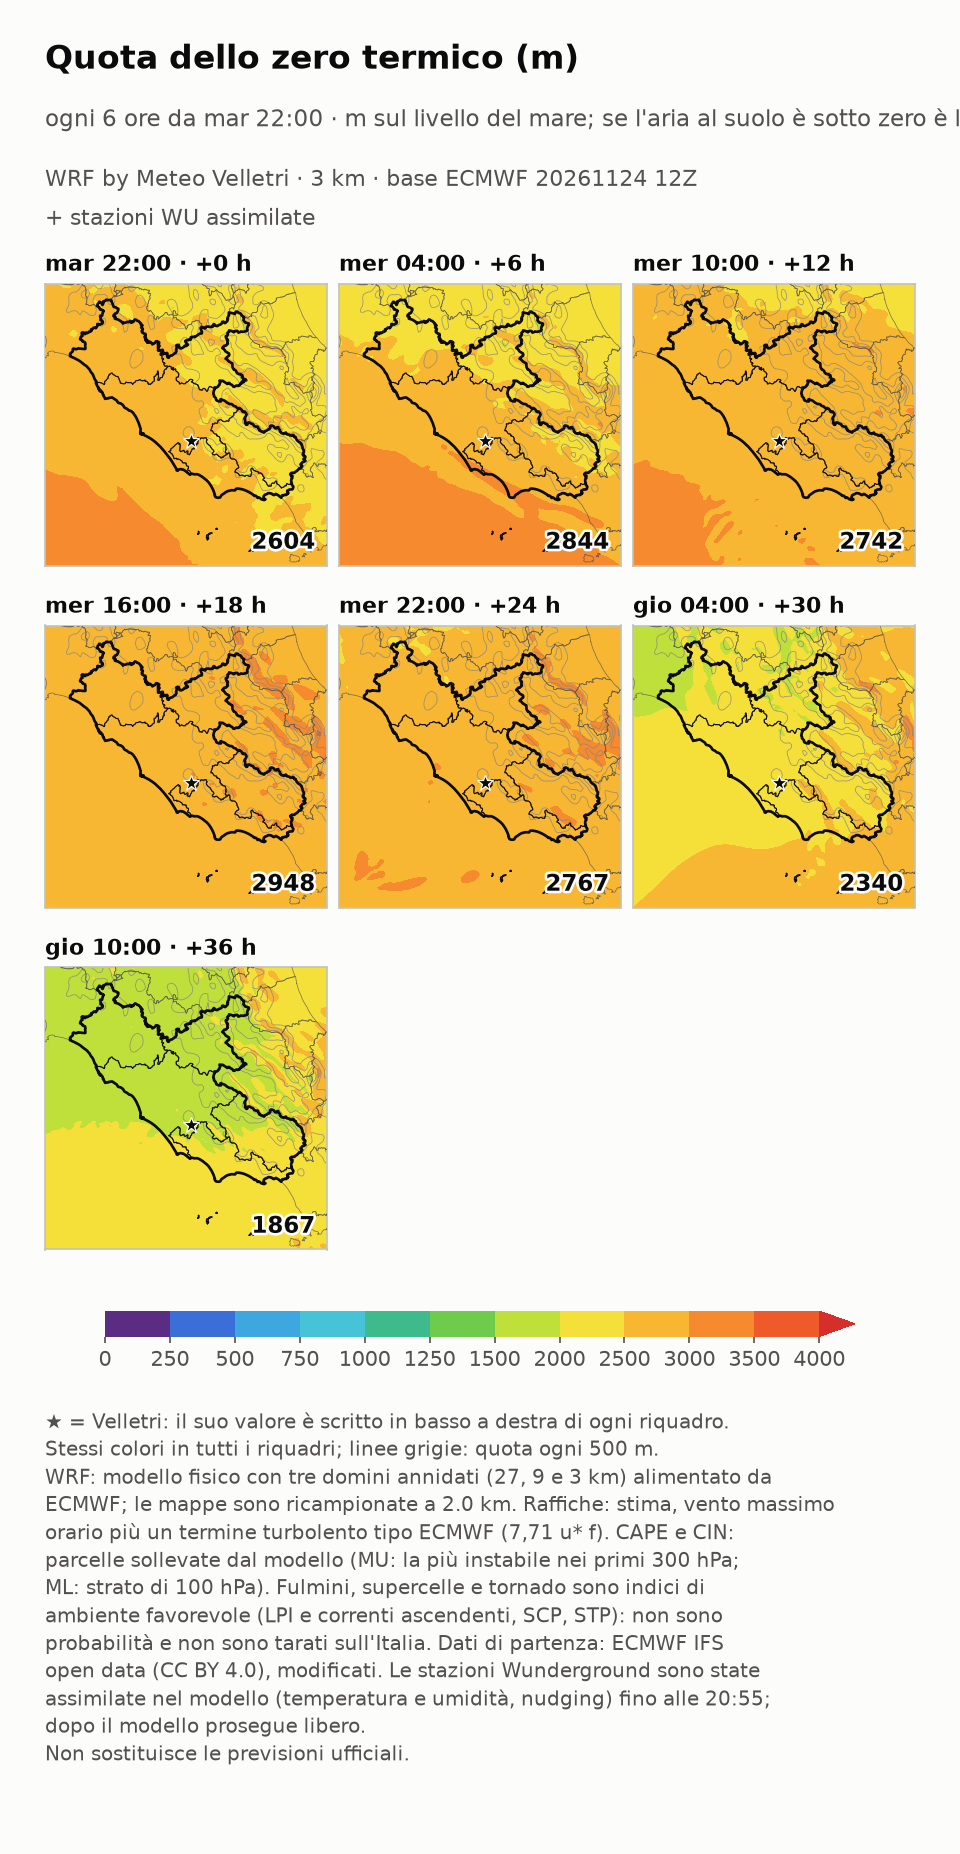 Quota dello zero termico (m)
ogni 6 ore da mar 22:00 · m sul livello del mare; se l'aria al suolo è sotto zero è l
WRF by Meteo Velletri · 3 km · base ECMWF 20261124 12Z
+ stazioni WU assimilate
mar 22:00 · +0 h
mer 04:00 · +6 h
mer 10:00 · +12 h
2604
2844
2742
mer 16:00 · +18 h
mer 22:00 · +24 h
gio 04:00 · +30 h
2948
2767
2340
gio 10:00 · +36 h
1867
0 250 500 750 1000 1250 1500 2000 2500 3000 3500 4000
★ = Velletri: il suo valore è scritto in basso a destra di ogni riquadro.
Stessi colori in tutti i riquadri; linee grigie: quota ogni 500 m.
WRF: modello fisico con tre domini annidati (27, 9 e 3 km) alimentato da
ECMWF; le mappe sono ricampionate a 2.0 km. Raffiche: stima, vento massimo
orario più un termine turbolento tipo ECMWF (7,71 u* f). CAPE e CIN:
parcelle sollevate dal modello (MU: la più instabile nei primi 300 hPa;
ML: strato di 100 hPa). Fulmini, supercelle e tornado sono indici di
ambiente favorevole (LPI e correnti ascendenti, SCP, STP): non sono
probabilità e non sono tarati sull'Italia. Dati di partenza: ECMWF IFS
open data (CC BY 4.0), modificati. Le stazioni Wunderground sono state
assimilate nel modello (temperatura e umidità, nudging) fino alle 20:55;
dopo il modello prosegue libero.
Non sostituisce le previsioni ufficiali.